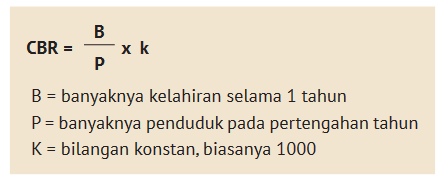 CBR = B / P x k
B = banyaknya kelahiran selama 1 tahun
P = banyaknya penduduk pada pertengahan tahun
K = bilangan konstan, biasanya 1000